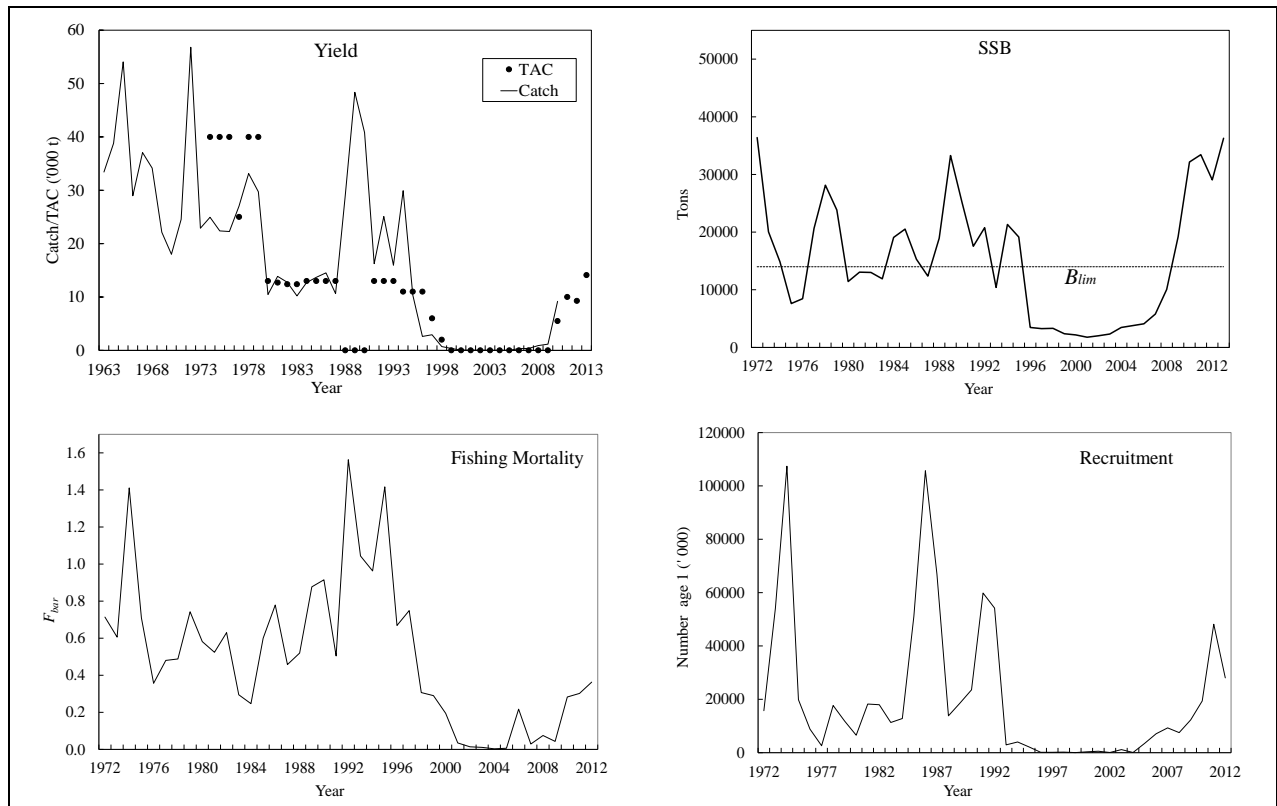 Yield
TAC
Catch
60
50
40
30
20
10
0
Catch/TAC ('000 t)
1963 1968 1973 1978 1983 1988 1993 1998 2003 2008 2013
Year
SSB
50000
40000
30000
20000
10000
0
Tons
Blim
1972 1976 1980 1984 1988 1992 1996 2000 2004 2008 2012
Year
Fishing Mortality
1.6
1.4
1.2
1.0
0.8
0.6
0.4
0.2
0.0
Fbar
1972 1976 1980 1984 1988 1992 1996 2000 2004 2008 2012
Year
Recruitment
120000
100000
80000
60000
40000
20000
0
Number age 1 (' 000)
1972 1977 1982 1987 1992 1997 2002 2007 2012
Year